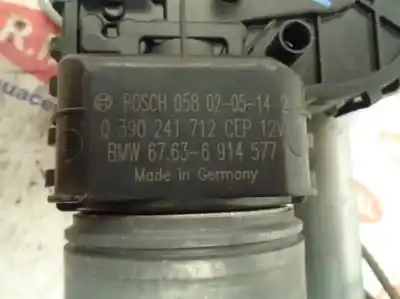 BOSCH 058 02-05-14 2
0 390 241 712 CEP 12V
BMW 67.63-6 914 577
Made in Germany